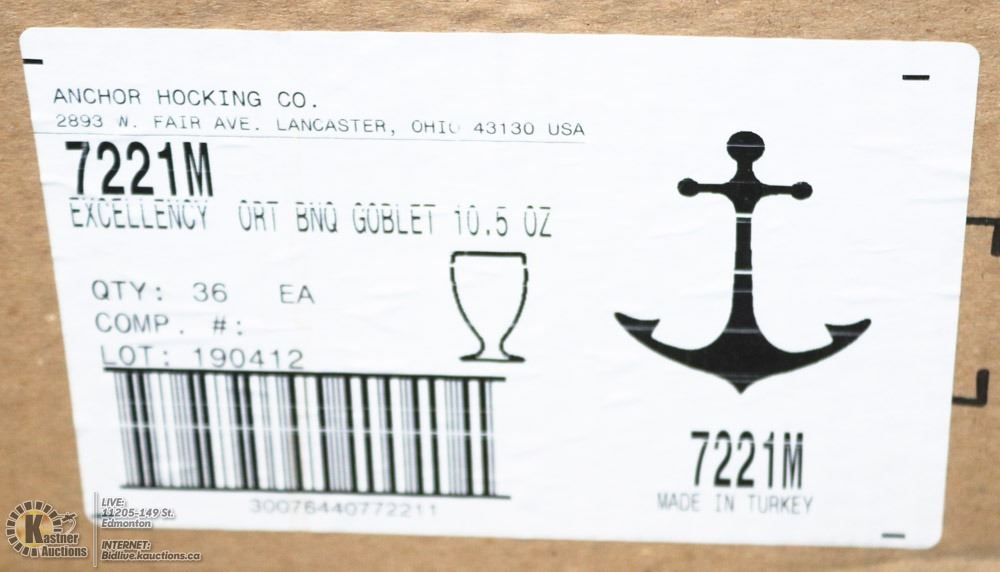 ANCHOR HOCKING CO.
2893 W. FAIR AVE. LANCASTER, OHIO 43130 USA
7221M
EXCELLENCY ORT BNQ GOBLET 10.5 OZ
QTY: 36 EA
COMP. #:
LOT: 190412
30076440772211
7221M
MADE IN TURKEY
Kastner
Auctions
LIVE:
11205-149 St.
Edmonton
INTERNET:
Bidlive.kauctions.ca